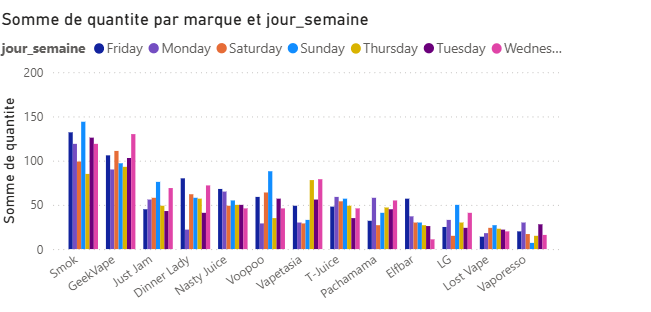 Somme de quantite par marque et jour_semaine
jour_semaine Friday Monday Saturday Sunday Thursday Tuesday Wednes...
Somme de quantite
200
150
100
50
0
Smok
GeekVape
Just Jam
Dinner Lady
Nasty Juice
Voopoo
Vapetasia
T-Juice
Pachamama
Elfbar
LG
Lost Vape
Vaporesso